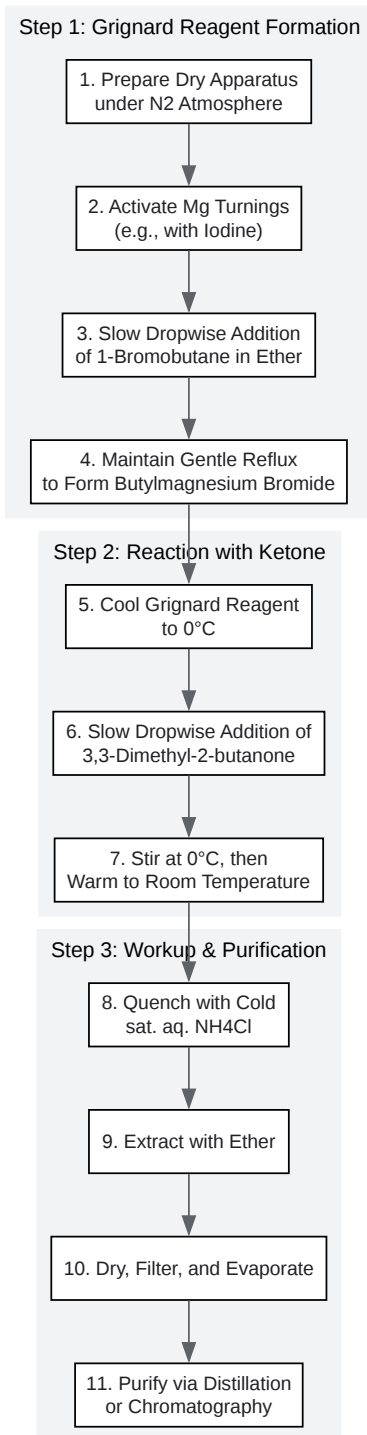 Step 1: Grignard Reagent Formation
1. Prepare Dry Apparatus
under N2 Atmosphere
2. Activate Mg Turnings
(e.g., with Iodine)
3. Slow Dropwise Addition
of 1-Bromobutane in Ether
4. Maintain Gentle Reflux
to Form Butylmagnesium Bromide
Step 2: Reaction with Ketone
5. Cool Grignard Reagent
to 0°C
6. Slow Dropwise Addition of
3,3-Dimethyl-2-butanone
7. Stir at 0°C, then
Warm to Room Temperature
Step 3: Workup & Purification
8. Quench with Cold
sat. aq. NH4Cl
9. Extract with Ether
10. Dry, Filter, and Evaporate
11. Purify via Distillation
or Chromatography